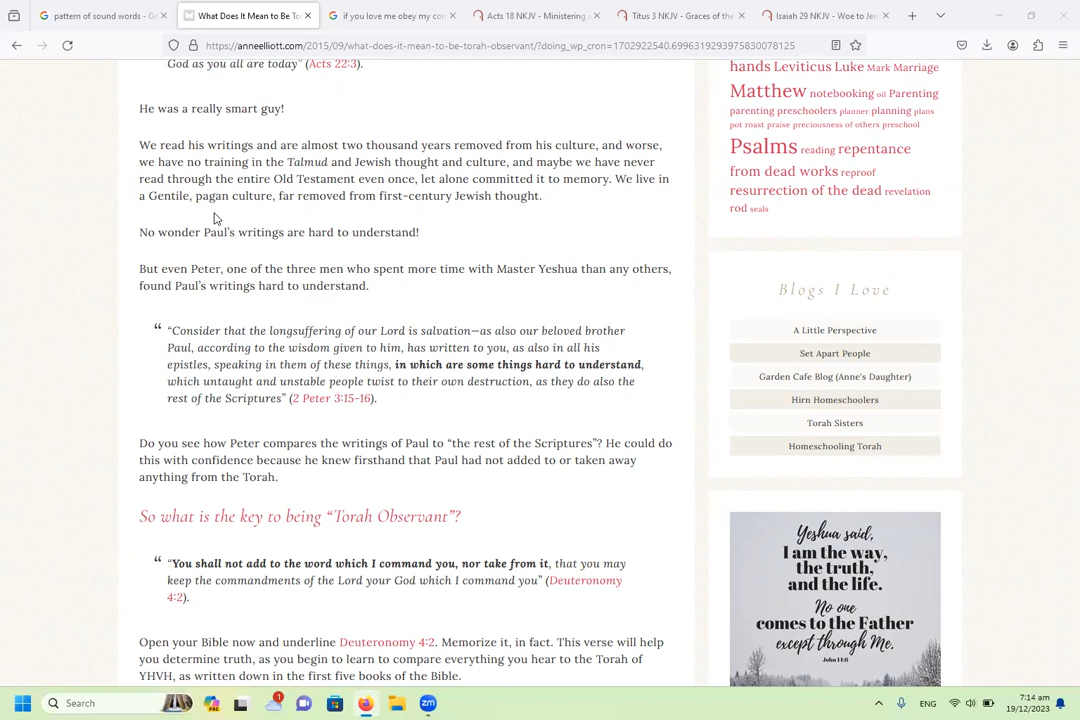 pattern of sound words - Go
What Does It Mean to Be To
if you love me obey my con
Acts 18 NKJV - Ministering a
Titus 3 NKJV - Graces of the
Isaiah 29 NKJV - Woe to Jeru
https://anneelliott.com/2015/09/what-does-it-mean-to-be-torah-observant/?doing_wp_cron=1702922540.6996319293975830078125
God as you all are today” (Acts 22:3).
He was a really smart guy!
We read his writings and are almost two thousand years removed from his culture, and worse,
we have no training in the Talmud and Jewish thought and culture, and maybe we have never
read through the entire Old Testament even once, let alone committed it to memory. We live in
a Gentile, pagan culture, far removed from first-century Jewish thought.
No wonder Paul’s writings are hard to understand!
But even Peter, one of the three men who spent more time with Master Yeshua than any others,
found Paul’s writings hard to understand.
“ “Consider that the longsuffering of our Lord is salvation—as also our beloved brother
Paul, according to the wisdom given to him, has written to you, as also in all his
epistles, speaking in them of these things, in which are some things hard to understand,
which untaught and unstable people twist to their own destruction, as they do also the
rest of the Scriptures” (2 Peter 3:15-16).
Do you see how Peter compares the writings of Paul to “the rest of the Scriptures”? He could do
this with confidence because he knew firsthand that Paul had not added to or taken away
anything from the Torah.
So what is the key to being “Torah Observant”?
“ “You shall not add to the word which I command you, nor take from it, that you may
keep the commandments of the Lord your God which I command you” (Deuteronomy
4:2).
Open your Bible now and underline Deuteronomy 4:2. Memorize it, in fact. This verse will help
you determine truth, as you begin to learn to compare everything you hear to the Torah of
YHVH, as written down in the first five books of the Bible.
hands Leviticus Luke Mark Marriage
Matthew notebooking oil Parenting
parenting preschoolers planner planning plans
pot roast praise preciousness of others preschool
Psalms reading repentance
from dead works reproof
resurrection of the dead revelation
rod seals
Blogs I Love
A Little Perspective
Set Apart People
Garden Cafe Blog (Anne's Daughter)
Hirn Homeschoolers
Torah Sisters
Homeschooling Torah
Yeshua said,
I am the way,
the truth,
and the life.
No one
comes to the Father
except through Me.
John 14:6
Search
PRE
1
zm
ENG
7:14 am
19/12/2023